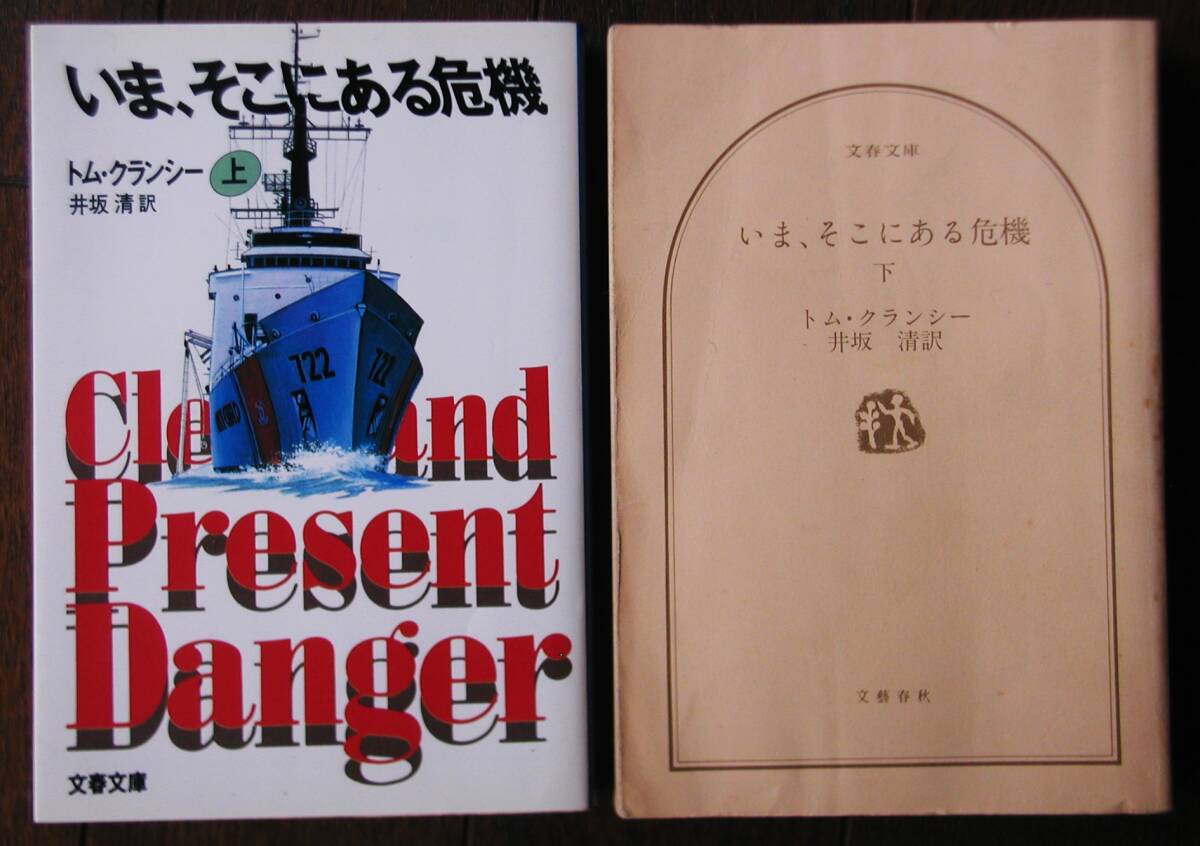 いま、そこにある危機
トム・クランシー 上
井坂 清 訳
722
722
Cle and
Present
Danger
文春文庫
文春文庫
いま、そこにある危機
下
トム・クランシー
井坂 清訳
文藝春秋